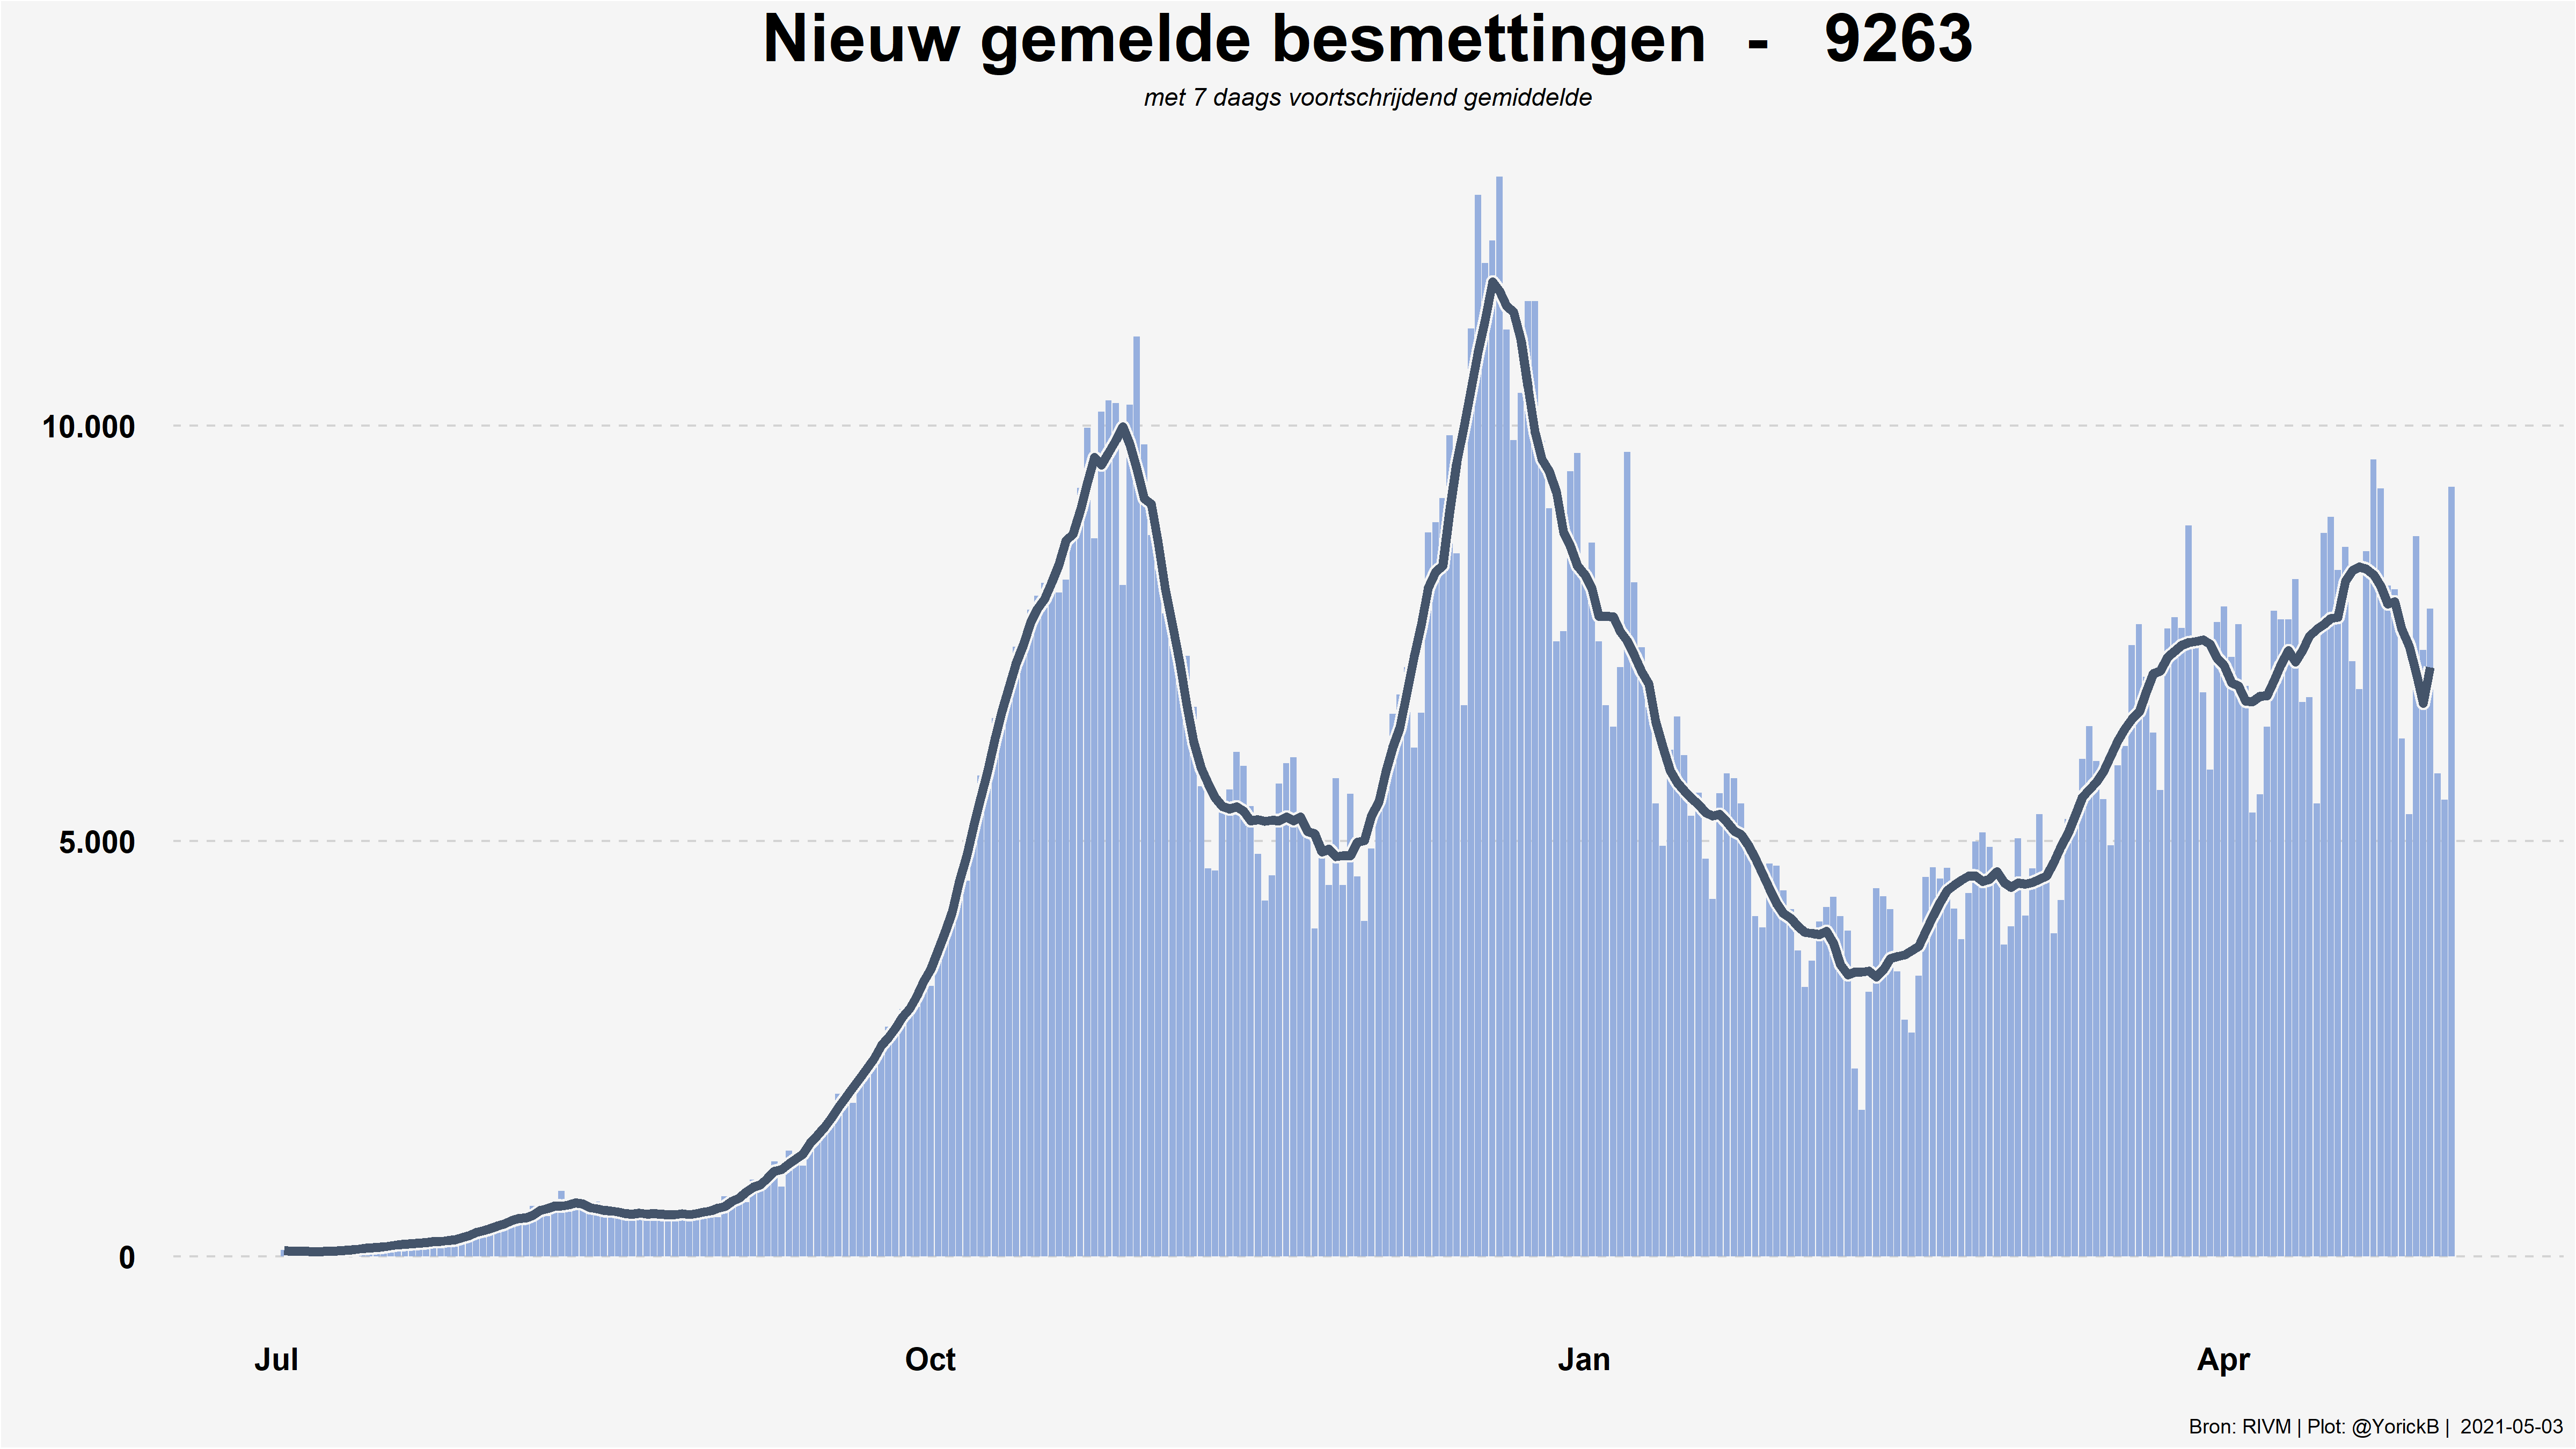 Nieuw gemelde besmettingen - 9263
met 7 daags voortschrijdend gemiddelde
10.000
5.000
0
Jul Oct Jan Apr
Bron: RIVM | Plot: @YorickB | 2021-05-03